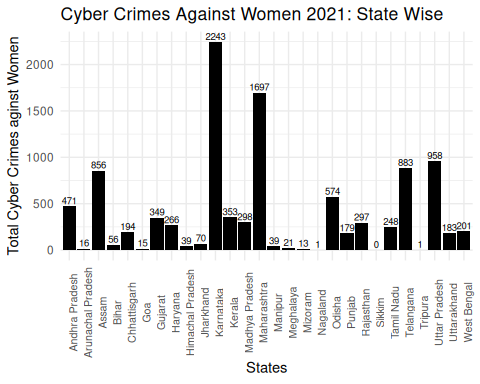 Cyber Crimes Against Women 2021: State Wise
Total Cyber Crimes aginst Women
2000
1500
1000
500
0
471
16
856
56
194
15
349
266
39
70
2243
353
298
1697
39
21
13
1
574
179
297
0
248
883
1
958
183
201
Andhra Pradesh
Arunachal Pradesh
Assam
Bihar
Chhattisgarh
Goa
Gujarat
Haryana
Himachal Pradesh
Jharkhand
Karnataka
Kerala
Madhya Pradesh
Maharashtra
Manipur
Meghalaya
Mizoram
Nagaland
Odisha
Punjab
Rajasthan
Sikkim
Tamil Nadu
Telangana
Tripura
Uttar Pradesh
Uttarakhand
West Bengal
States